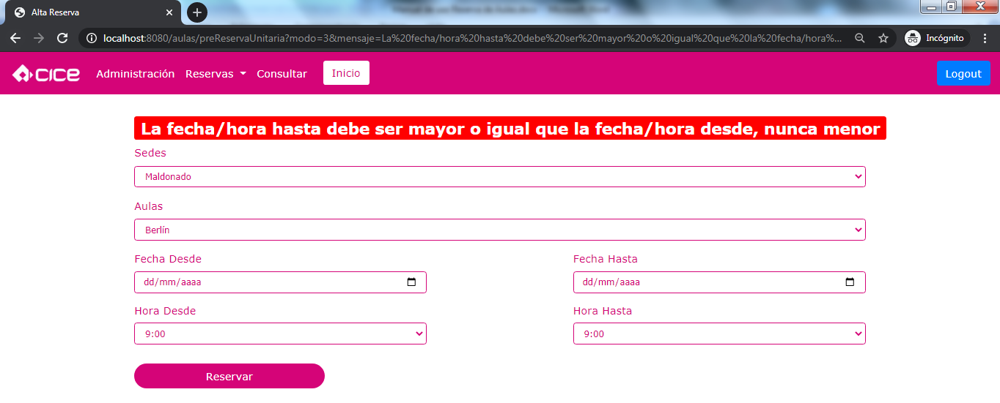 Alta Reserva
localhost:8080/aulas/preReservaUnitaria?modo=3&mensaje=La%20fecha/hora%20hasta%20debe%20ser%20mayor%20o%20igual%20que%20la%20fecha/hora%... Incógnito
CICE Administración Reservas Consultar Inicio Logout
La fecha/hora hasta debe ser mayor o igual que la fecha/hora desde, nunca menor
Sedes
Maldonado
Aulas
Berlín
Fecha Desde Fecha Hasta
dd/mm/aaaa dd/mm/aaaa
Hora Desde Hora Hasta
9:00 9:00
Reservar